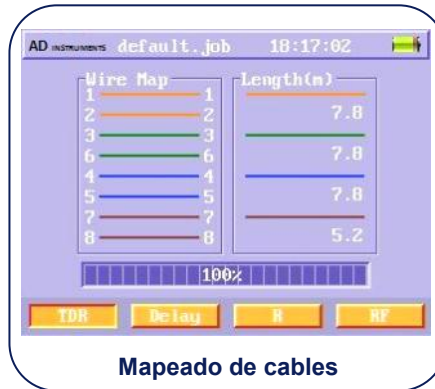 AD INSTRUMENTS default.job 18:17:02
Wire Map Length(m)
1 1
2 2 7.8
3 3
6 6 7.8
4 4
5 5 7.8
7 7
8 8 5.2
100%
TDR Delay R RF
Mapeado de cables